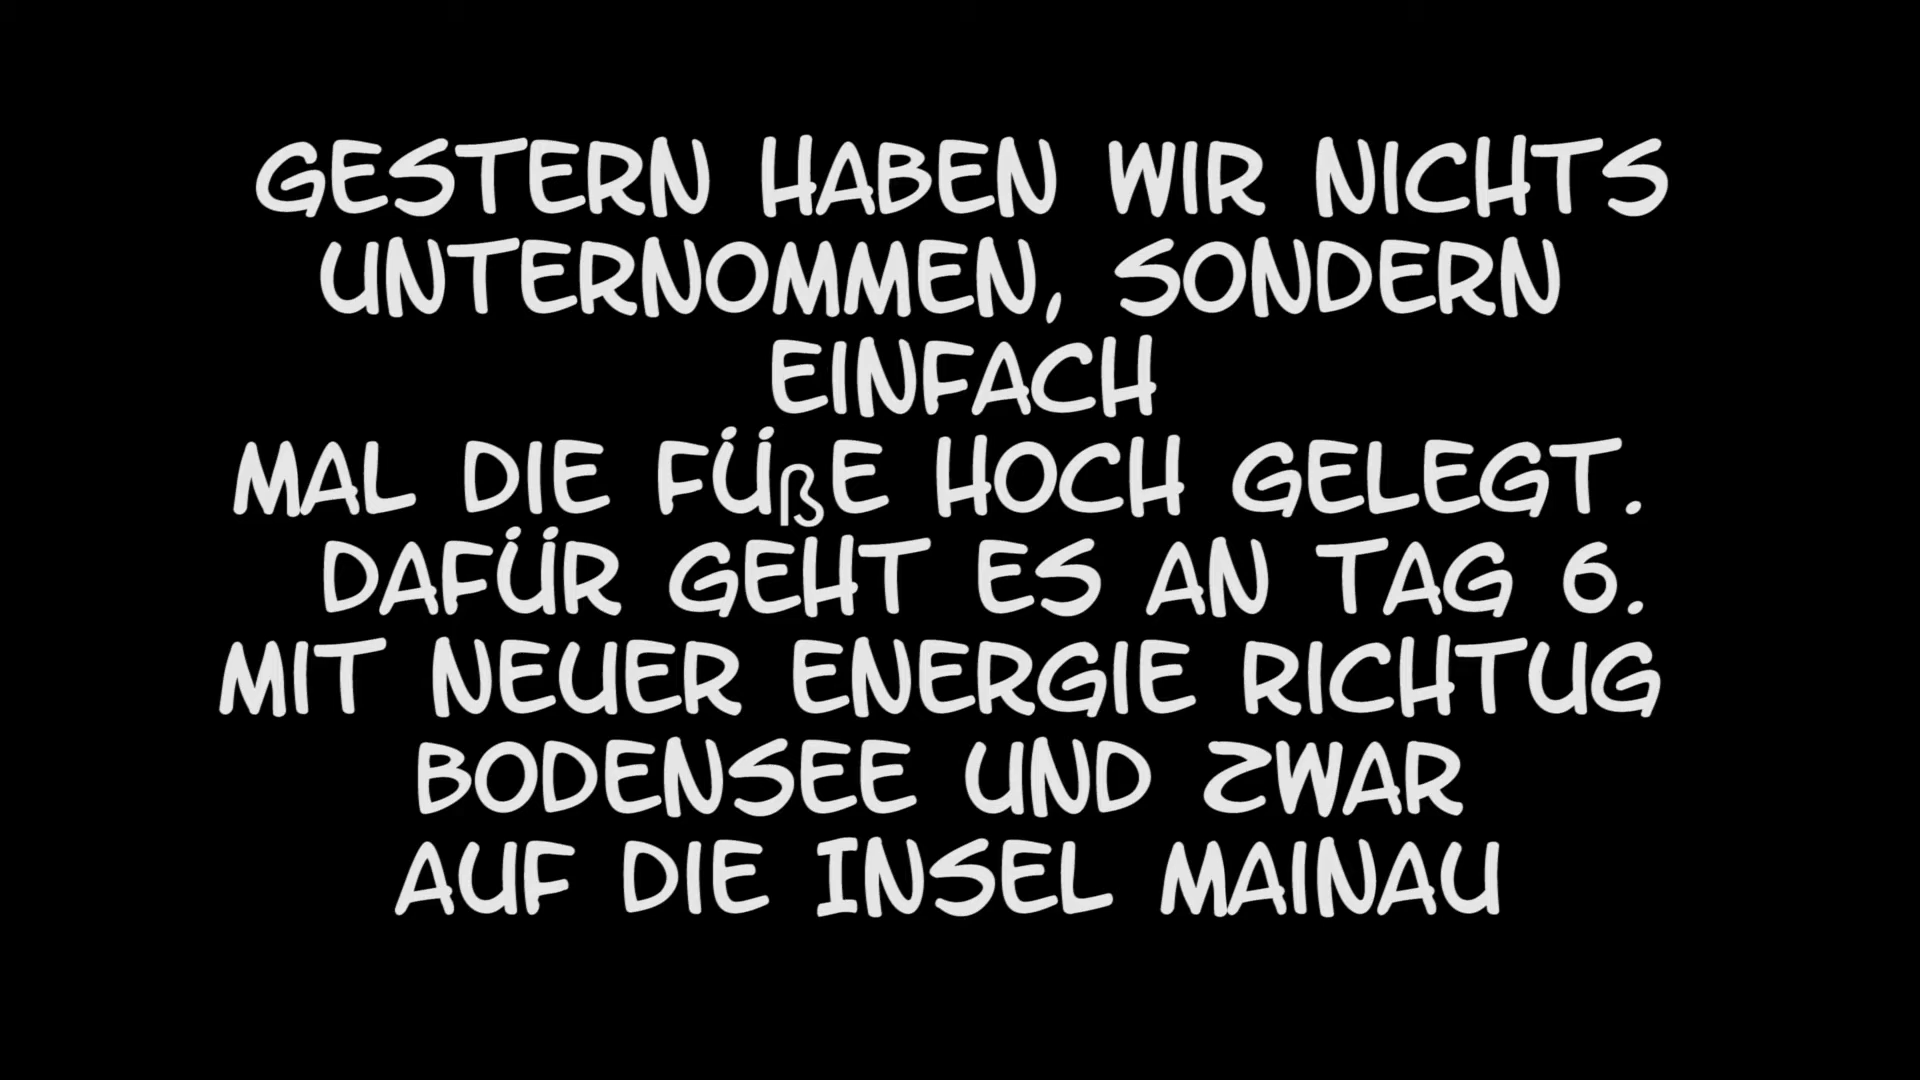 GESTERN HABEN WIR NICHTS
UNTERNOMMEN, SONDERN
EINFACH
MAL DIE FÜßE HOCH GELEGT.
DAFÜR GEHT ES AN TAG 6.
MIT NEUER ENERGIE RICHTUG
BODENSEE UND ZWAR
AUF DIE INSEL MAINAU